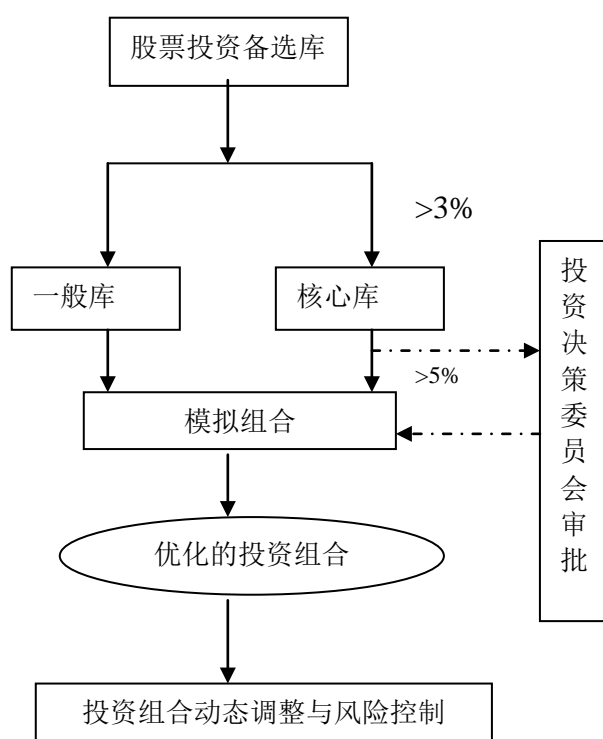 股票投资备选库
>3%
一般库
核心库
投资决策委员会审批
>5%
模拟组合
优化的投资组合
投资组合动态调整与风险控制